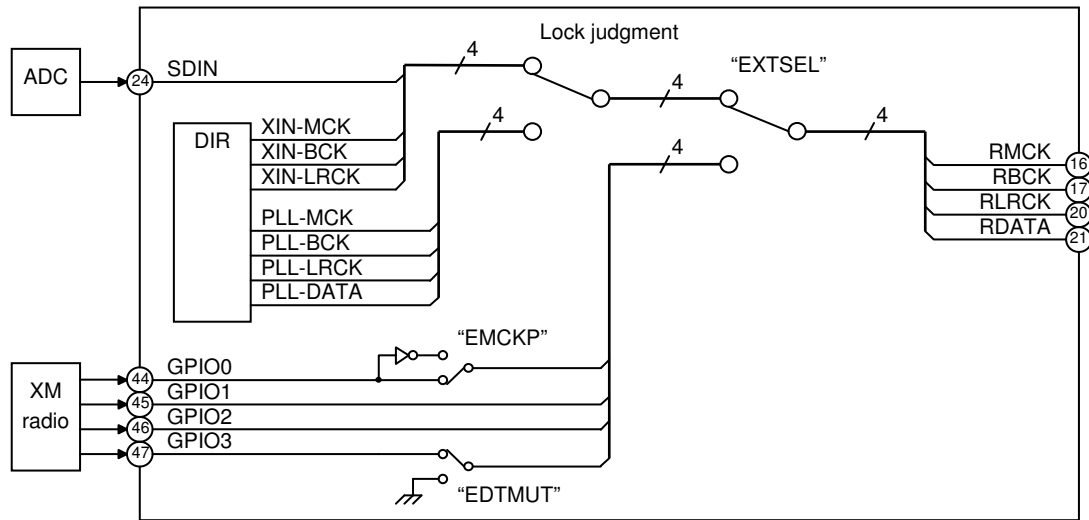 Lock judgment
4
"EXTSEL"
ADC
24
SDIN
4
4
4
DIR
XIN-MCK
XIN-BCK
XIN-LRCK
4
RMCK
16
RBCK
17
RLRCK
20
RDATA
21
PLL-MCK
PLL-BCK
PLL-LRCK
PLL-DATA
"EMCKP"
XM
radio
44
GPIO0
45
GPIO1
46
GPIO2
47
GPIO3
"EDTMUT"